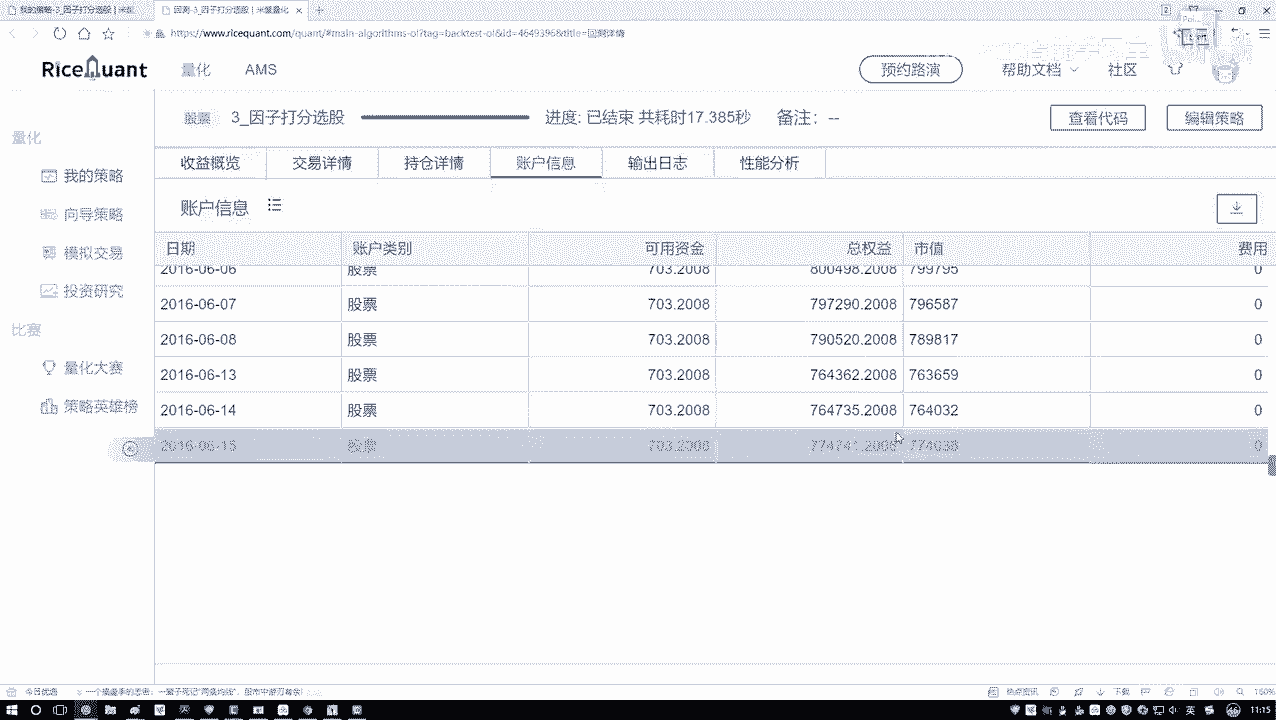 https://www.ricequant.com/quant/#main-algorithms-of?tag=backtest-ol&id=4649396&title=回测详情
RiceQuant 量化 AMS 预约路演 帮助文档 社区
股票 3_因子打分选股 进度: 已结束 共耗时17.385秒 备注: -- 查看代码 编辑策略
量化
我的策略
向导策略
模拟交易
投资研究
比赛
量化大赛
策略英雄榜
收益概览 交易详情 持仓详情 账户信息 输出日志 性能分析
账户信息
日期 账户类别 可用资金 总权益 市值 费用
2016-06-06 股票 703.2008 800498.2008 799795 0
2016-06-07 股票 703.2008 797290.2008 796587 0
2016-06-08 股票 703.2008 790520.2008 789817 0
2016-06-13 股票 703.2008 764362.2008 763659 0
2016-06-14 股票 703.2008 764735.2008 764032 0
2016-06-15 股票 703.2008 0
11:15